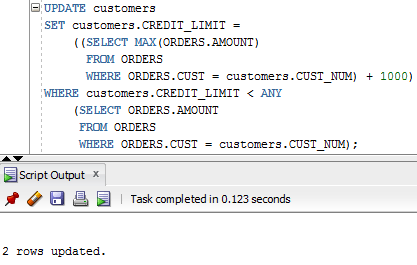 UPDATE customers
SET customers.CREDIT_LIMIT =
((SELECT MAX(ORDERS.AMOUNT)
FROM ORDERS
WHERE ORDERS.CUST = customers.CUST_NUM) + 1000)
WHERE customers.CREDIT_LIMIT < ANY
(SELECT ORDERS.AMOUNT
FROM ORDERS
WHERE ORDERS.CUST = customers.CUST_NUM);
Script Output x
Task completed in 0.123 seconds
2 rows updated.